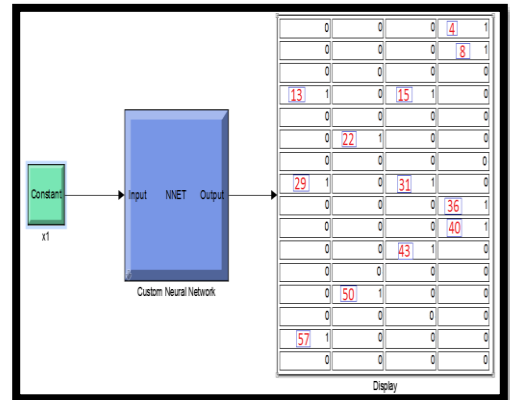 Constant
x1
Input NNET Output
Custom Neural Network
0 0 0 4 1
0 0 0 8 1
0 0 0 0
13 1 0 15 1 0
0 0 0 0
0 22 1 0 0
0 0 0 0
29 1 0 31 1 0
0 0 0 36 1
0 0 0 40 1
0 0 43 1 0
0 0 0 0
0 50 1 0 0
0 0 0 0
57 1 0 0 0
0 0 0 0
Display